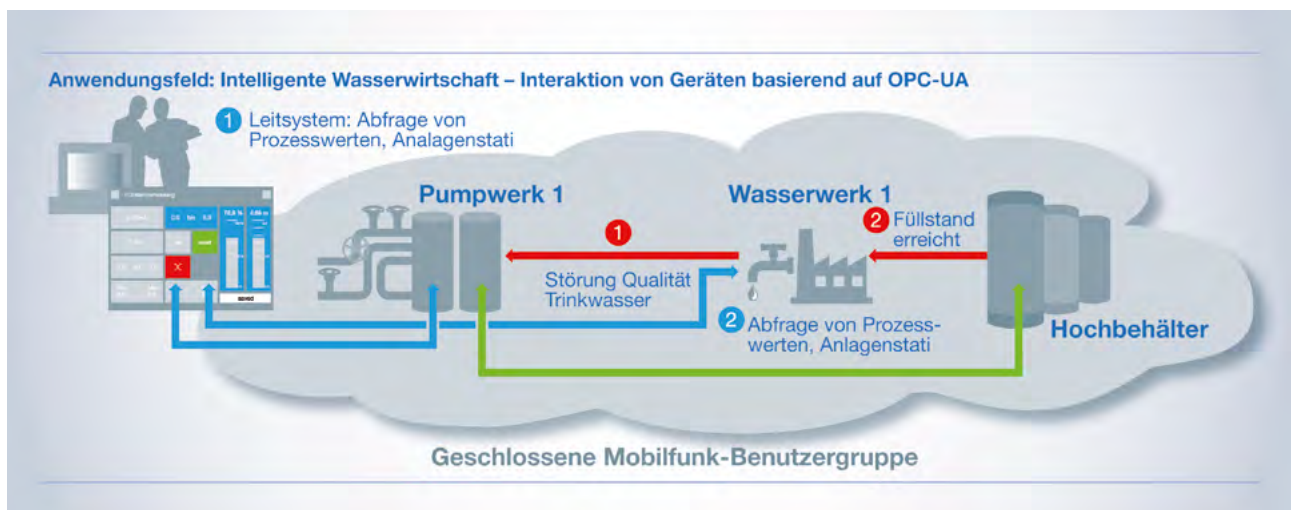 Anwendungsfeld: Intelligente Wasserwirtschaft – Interaktion von Geräten basierend auf OPC-UA
1 Leitsystem: Abfrage von
Prozesswerten, Analagenstati
Pumpwerk 1
Wasserwerk 1
1
2 Füllstand
erreicht
Störung Qualität
Trinkwasser
2 Abfrage von Prozess-
werten, Anlagenstati
Hochbehälter
X
speed
Geschlossene Mobilfunk-Benutzergruppe